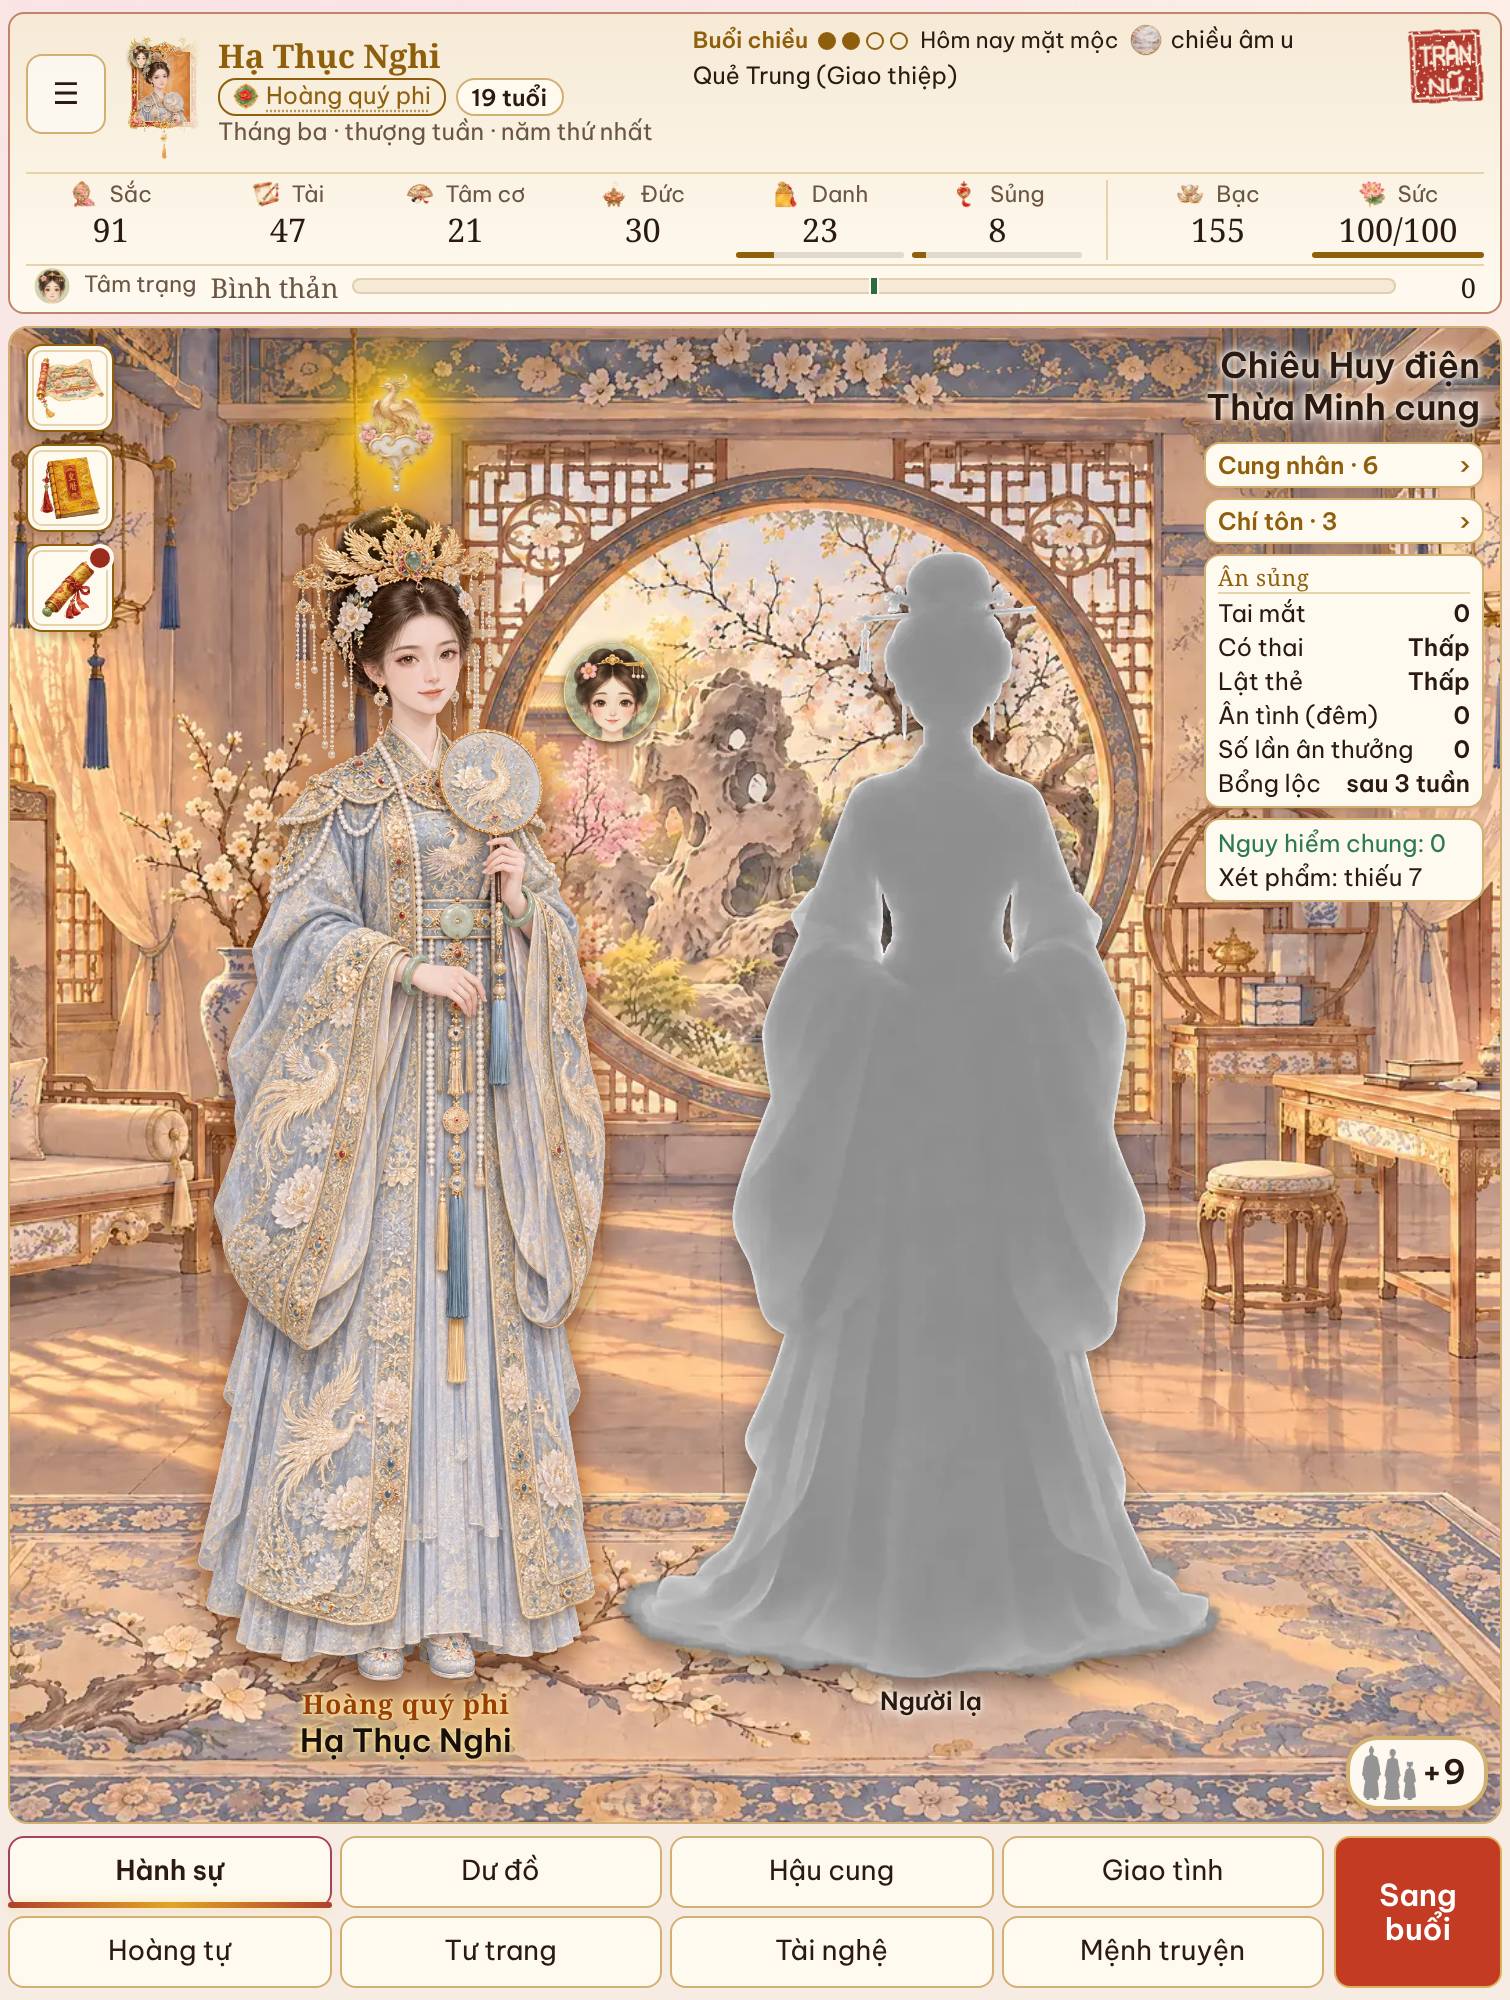 Hạ Thục Nghi
Hoàng quý phi
19 tuổi
Tháng ba · thượng tuần · năm thứ nhất
Buổi chiều
Hôm nay mặt mộc
chiều âm u
Quẻ Trung (Giao thiệp)
TRÂN NỮ
Sắc
91
Tài
47
Tâm cơ
21
Đức
30
Danh
23
Sủng
8
Bạc
155
Sức
100/100
Tâm trạng
Bình thản
0
Chiêu Huy điện
Thừa Minh cung
Cung nhân · 6 ›
Chí tôn · 3 ›
Ân sủng
Tai mắt 0
Có thai Thấp
Lật thẻ Thấp
Ân tình (đêm) 0
Số lần ân thưởng 0
Bổng lộc sau 3 tuần
Nguy hiểm chung: 0
Xét phẩm: thiếu 7
Hoàng quý phi
Hạ Thục Nghi
Người lạ
+9
Hành sự
Dư đồ
Hậu cung
Giao tình
Sang buổi
Hoàng tự
Tư trang
Tài nghệ
Mệnh truyện